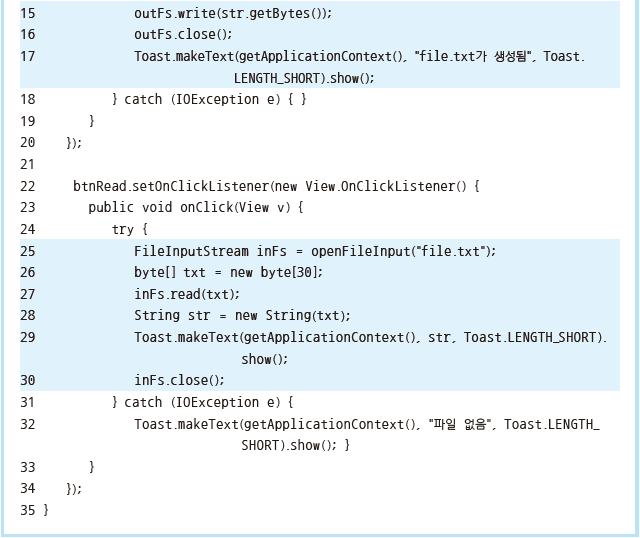 15 outFs.write(str.getBytes());
16 outFs.close();
17 Toast.makeText(getApplicationContext(), "file.txt가 생성됨", Toast.
LENGTH_SHORT).show();
18 } catch (IOException e) { }
19 }
20 });
21
22 btnRead.setOnClickListener(new View.OnClickListener() {
23 public void onClick(View v) {
24 try {
25 FileInputStream inFs = openFileInput("file.txt");
26 byte[] txt = new byte[30];
27 inFs.read(txt);
28 String str = new String(txt);
29 Toast.makeText(getApplicationContext(), str, Toast.LENGTH_SHORT).
show();
30 inFs.close();
31 } catch (IOException e) {
32 Toast.makeText(getApplicationContext(), "파일 없음", Toast.LENGTH_
SHORT).show(); }
33 }
34 });
35 }